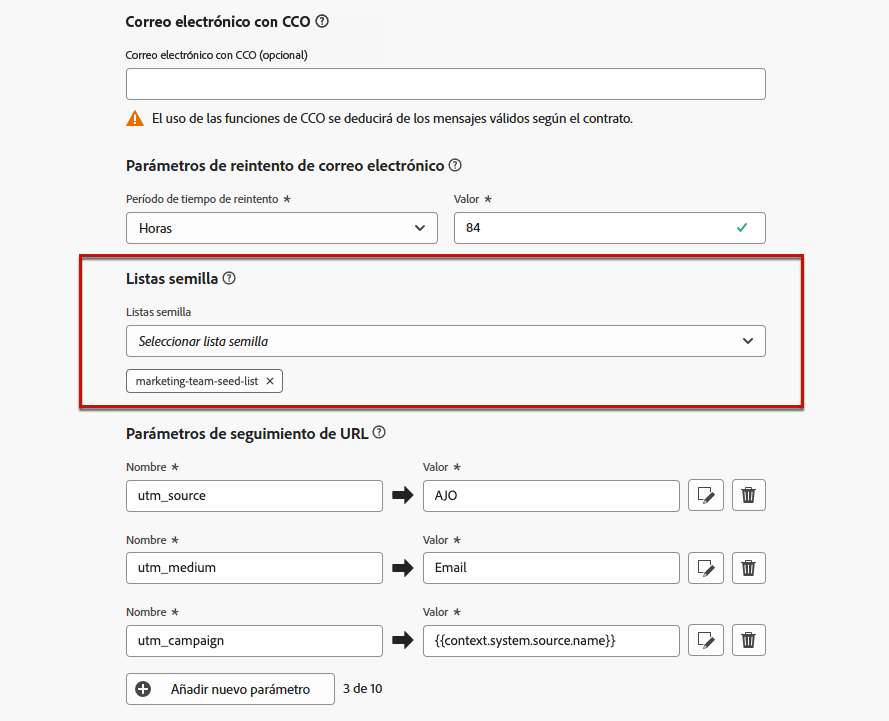 Correo electrónico con CCO
Correo electrónico con CCO (opcional)
El uso de las funciones de CCO se deducirá de los mensajes válidos según el contrato.
Parámetros de reintento de correo electrónico
Período de tiempo de reintento * Valor *
Horas 84
Listas semilla
Listas semilla
Seleccionar lista semilla
marketing-team-seed-list
Parámetros de seguimiento de URL
Nombre * Valor *
utm_source AJO
Nombre * Valor *
utm_medium Email
Nombre * Valor *
utm_campaign {{context.system.source.name}}
Añadir nuevo parámetro 3 de 10